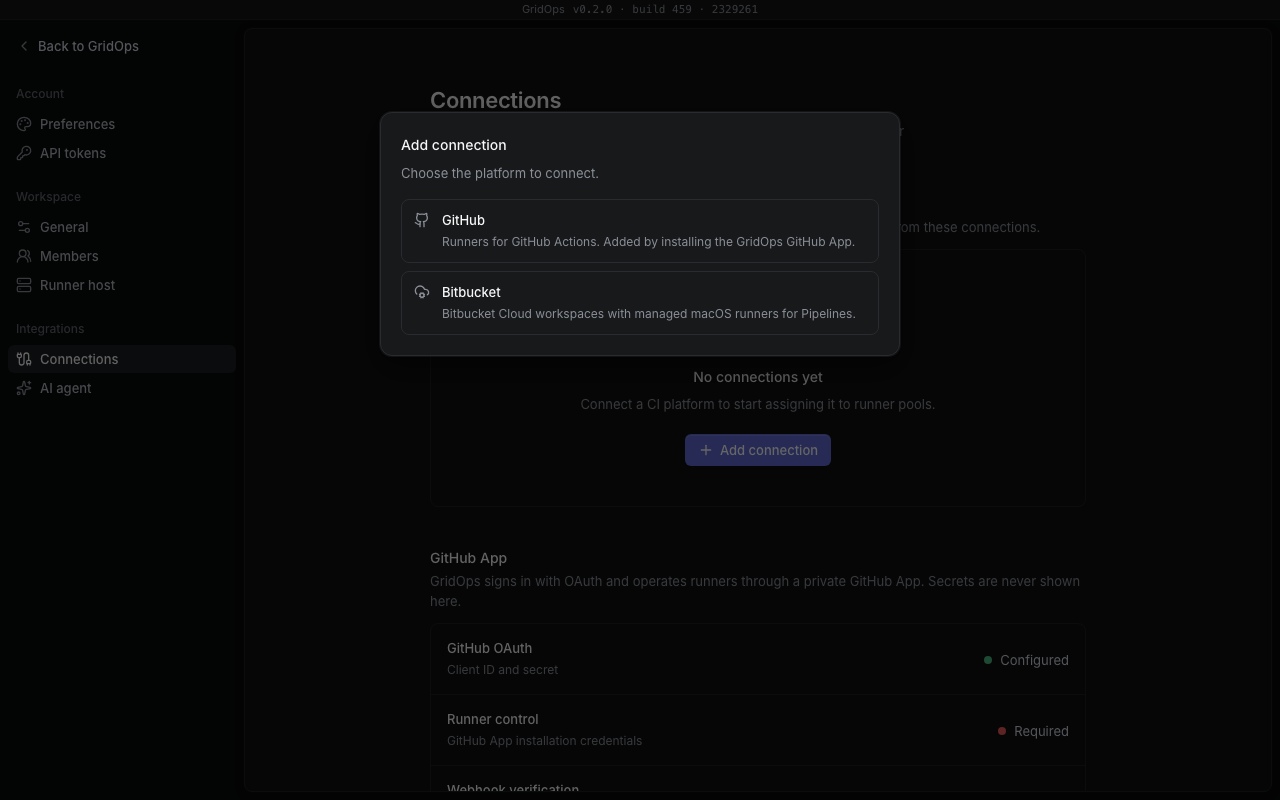 GridOps v0.2.0 · build 459 · 2329261
Back to GridOps
Account
Preferences
API tokens
Workspace
General
Members
Runner host
Integrations
Connections
AI agent
Connections
Add connection
Choose the platform to connect.
GitHub
Runners for GitHub Actions. Added by installing the GridOps GitHub App.
Bitbucket
Bitbucket Cloud workspaces with managed macOS runners for Pipelines.
these connections.
No connections yet
Connect a CI platform to start assigning it to runner pools.
Add connection
GitHub App
GridOps signs in with OAuth and operates runners through a private GitHub App. Secrets are never shown
here.
GitHub OAuth
Client ID and secret
Configured
Runner control
GitHub App installation credentials
Required
Webhook verification